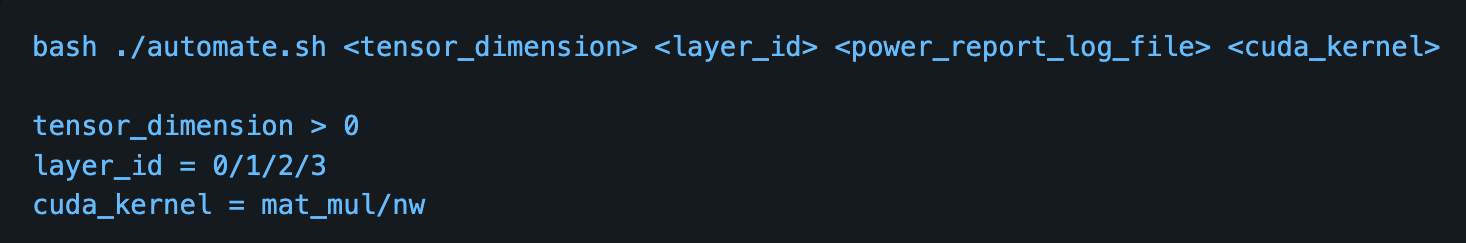 bash ./automate.sh <tensor_dimension> <layer_id> <power_report_log_file> <cuda_kernel>
tensor_dimension > 0
layer_id = 0/1/2/3
cuda_kernel = mat_mul/nw